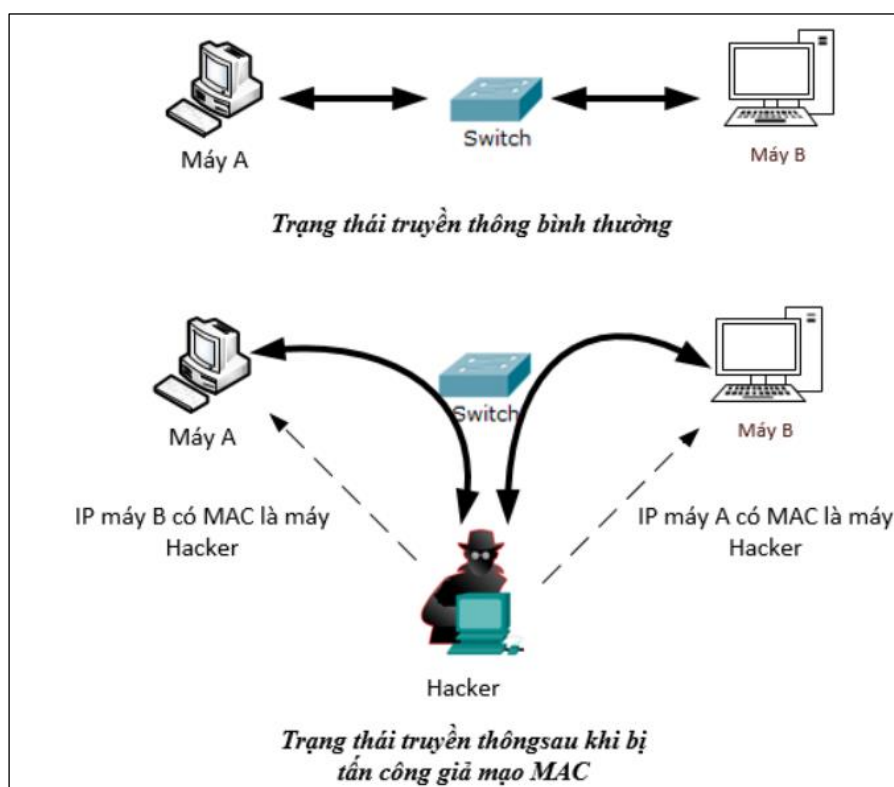 Máy A
Switch
Máy B
Trạng thái truyền thông bình thường
Máy A
Switch
Máy B
IP máy B có MAC là máy
Hacker
IP máy A có MAC là máy
Hacker
Hacker
Trạng thái truyền thôngsau khi bị
tấn công giả mạo MAC